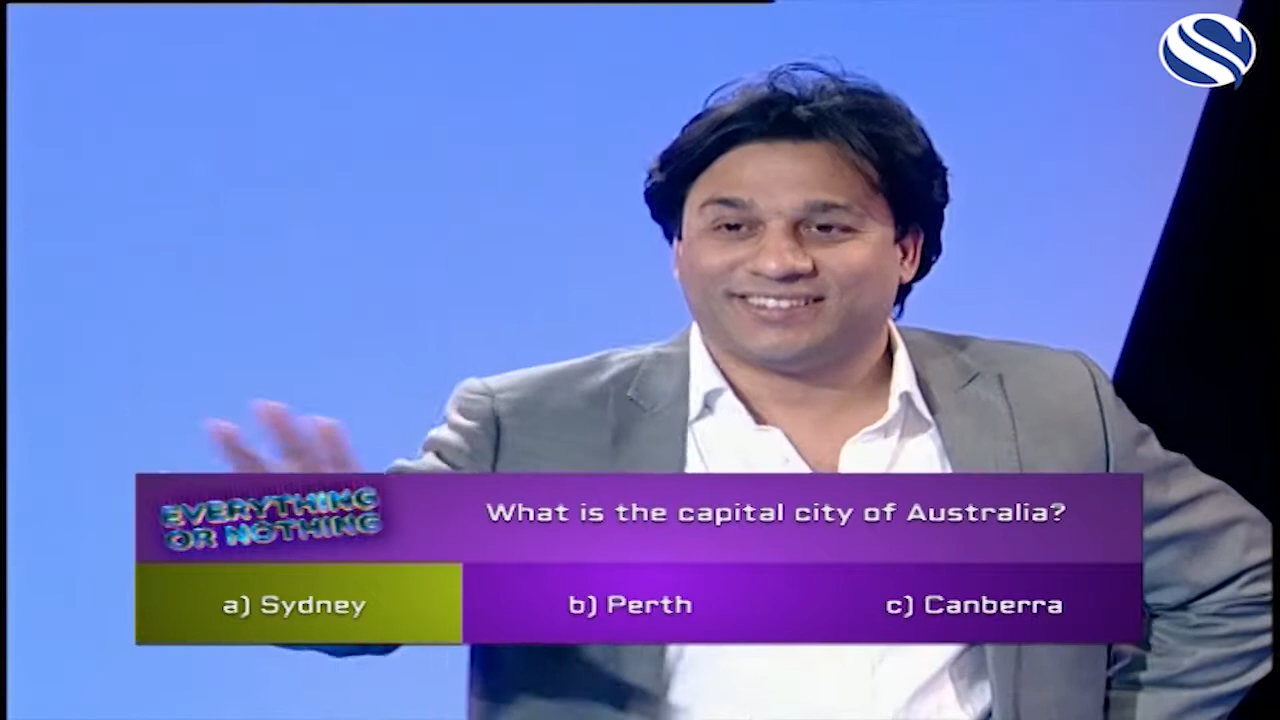 EVERYTHING
OR NOTHING
What is the capital city of Australia?
a) Sydney
b) Perth
c) Canberra